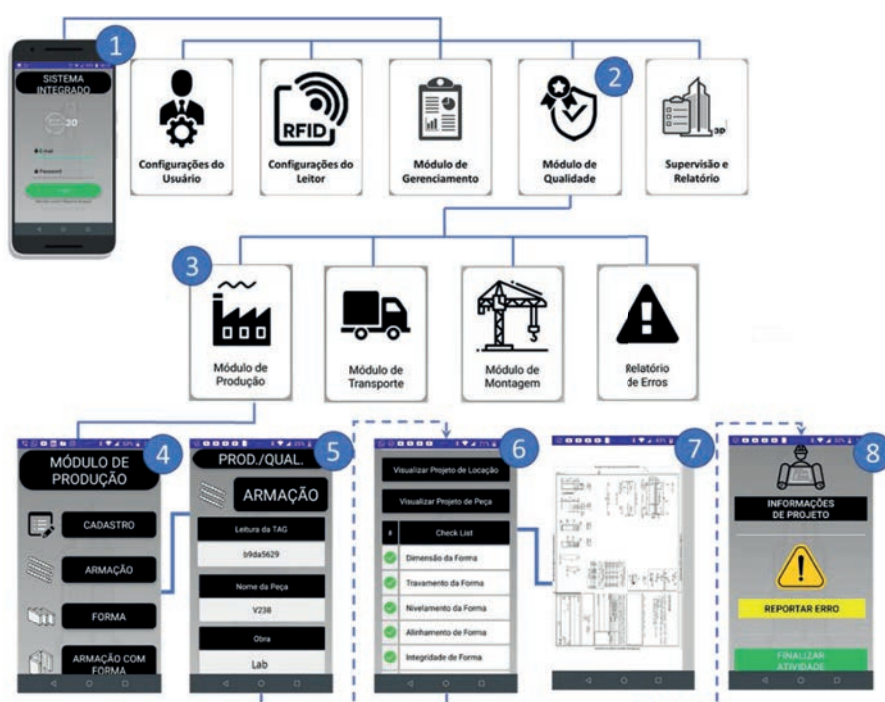 1
SISTEMA
INTEGRADO
3D
E-mail
Password
2
Configurações do
Usuário
RFID
Configurações do
Leitor
Módulo de
Gerenciamento
Módulo de
Qualidade
3D
Supervisão e
Relatório
3
Módulo de
Produção
Módulo de
Transporte
Módulo de
Montagem
Relatório
de Erros
4
MÓDULO DE
PRODUÇÃO
CADASTRO
ARMAÇÃO
FORMA
ARMAÇÃO COM
FORMA
5
PROD./QUAL.
ARMAÇÃO
Leitura da TAG
b9da5629
Nome da Peça
V238
Obra
Lab
6
Visualizar Projeto de Locação
Visualizar Projeto de Peça
# Check List
Dimensão da Forma
Travamento da Forma
Nivelamento da Forma
Alinhamento de Forma
Integridade de Forma
7
8
INFORMAÇÕES
DE PROJETO
REPORTAR ERRO
FINALIZAR
ATIVIDADE